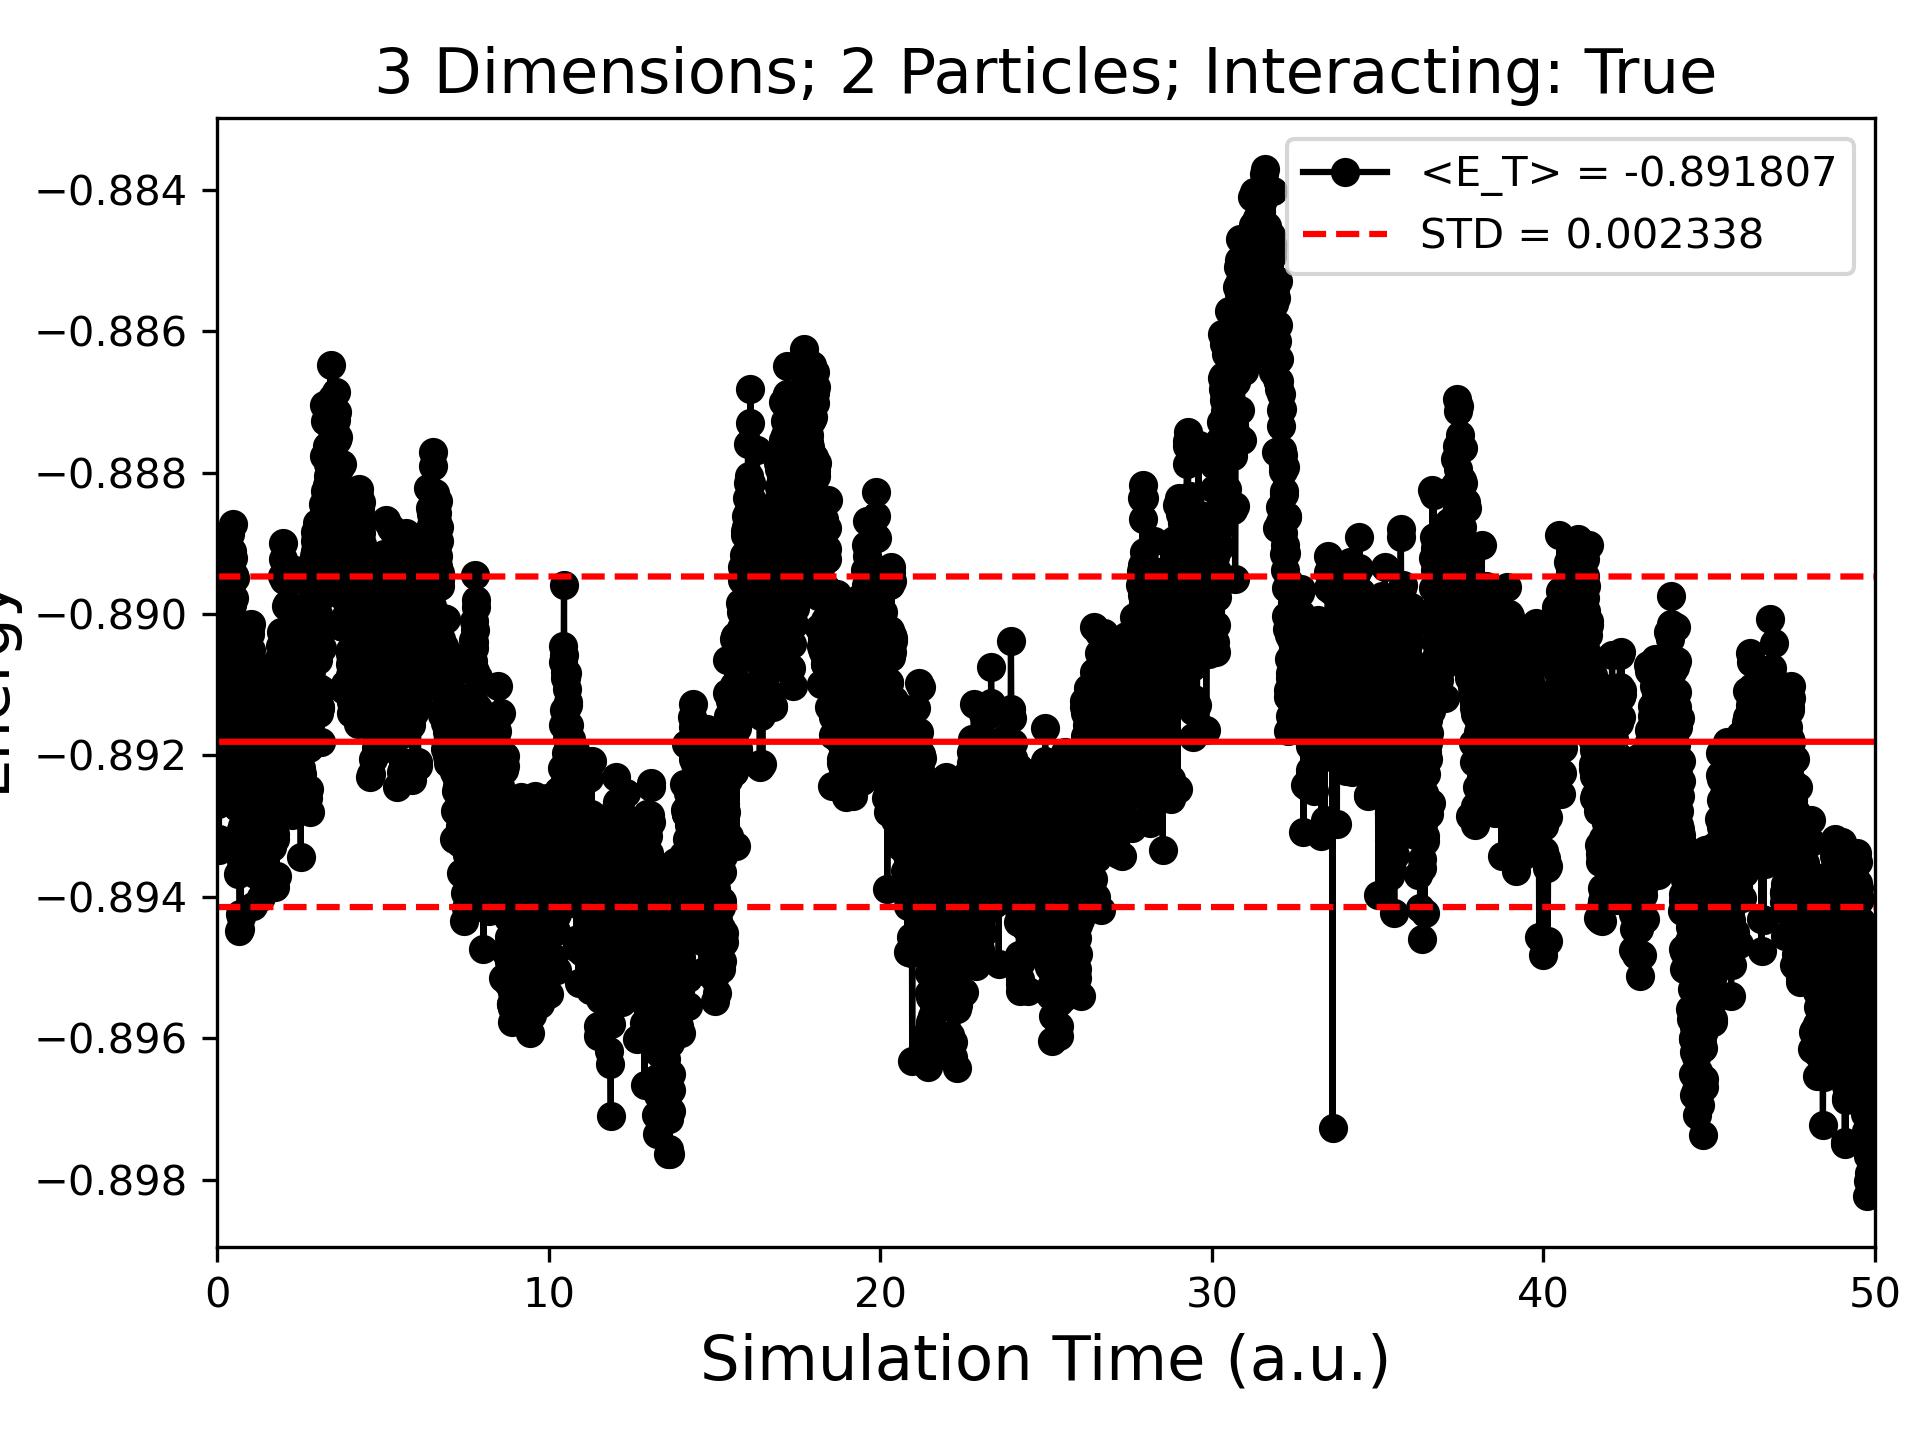 3 Dimensions; 2 Particles; Interacting: True
<E_T> = -0.891807
STD = 0.002338
−0.884
−0.886
−0.888
−0.890
−0.892
−0.894
−0.896
−0.898
Energy
0 10 20 30 40 50
Simulation Time (a.u.)